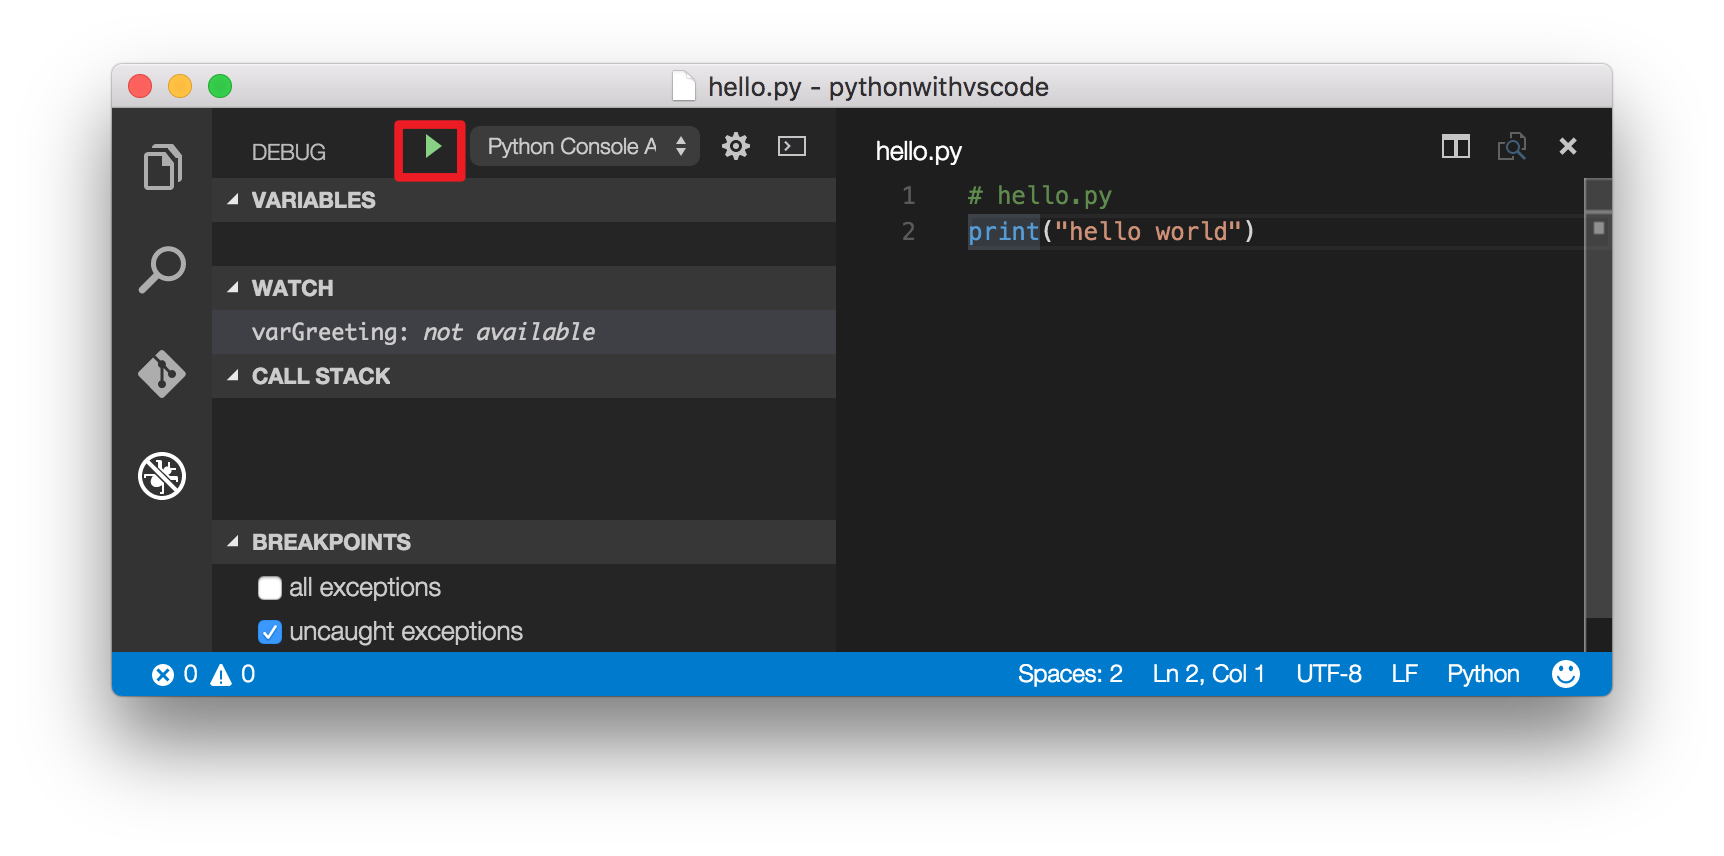 hello.py - pythonwithvscode
DEBUG
Python Console A
VARIABLES
WATCH
varGreeting: not available
CALL STACK
BREAKPOINTS
all exceptions
uncaught exceptions
hello.py
1 # hello.py
2 print("hello world")
0 0
Spaces: 2 Ln 2, Col 1 UTF-8 LF Python